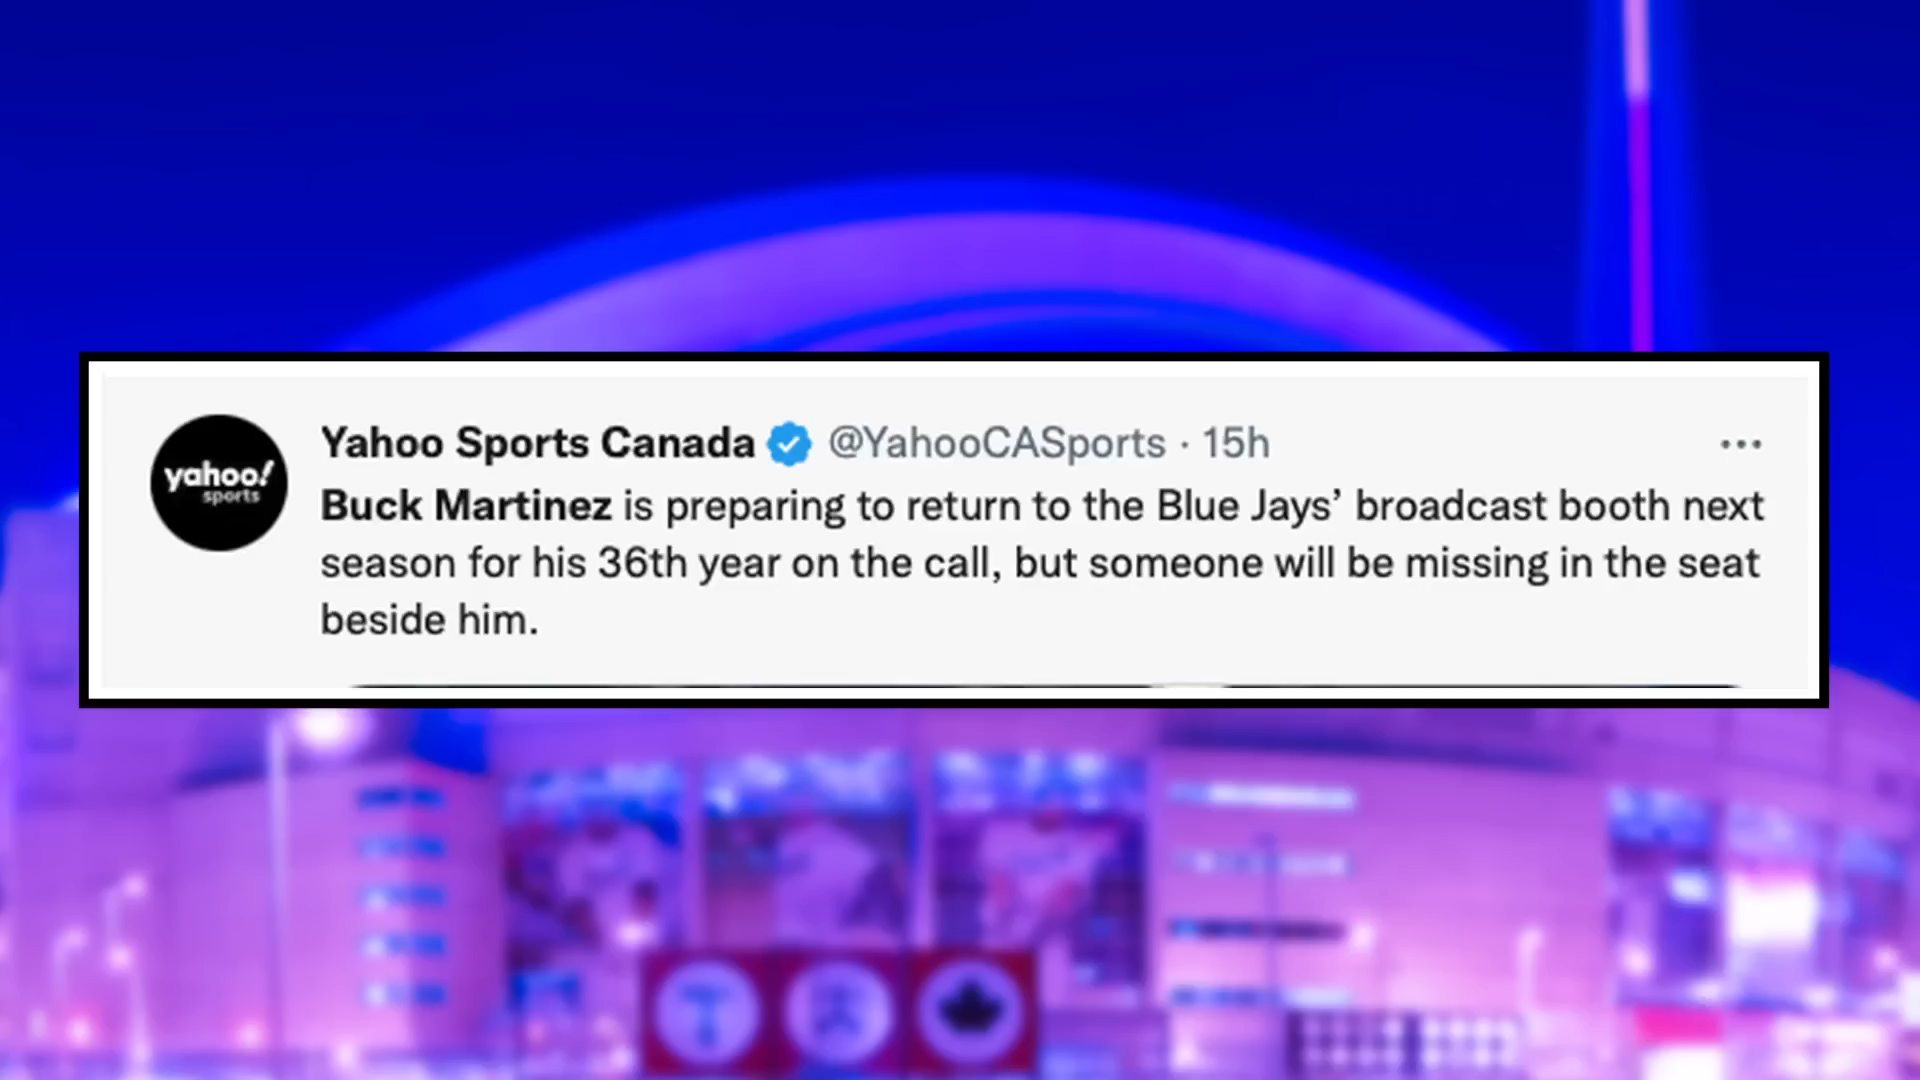 yahoo!
sports
Yahoo Sports Canada @YahooCASports · 15h
Buck Martinez is preparing to return to the Blue Jays’ broadcast booth next
season for his 36th year on the call, but someone will be missing in the seat
beside him.